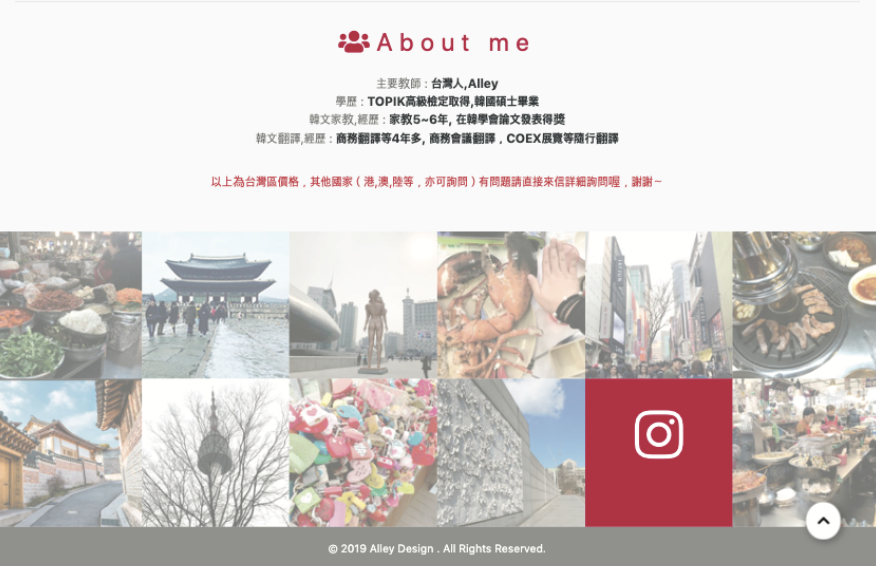 About me
主要教師 : 台灣人,Alley
學歷 : TOPIK高級檢定取得,韓國碩士畢業
韓文家教,經歷 : 家教5~6年, 在韓學會論文發表得獎
韓文翻譯,經歷 : 商務翻譯等4年多, 商務會議翻譯﹐COEX展覽等隨行翻譯
以上為台灣區價格﹐其他國家 ( 港,澳,陸等﹐亦可詢問 ) 有問題請直接來信詳細詢問喔﹐謝謝~
© 2019 Alley Design . All Rights Reserved.